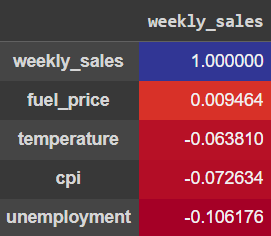 weekly_sales
weekly_sales 1.000000
fuel_price 0.009464
temperature -0.063810
cpi -0.072634
unemployment -0.106176